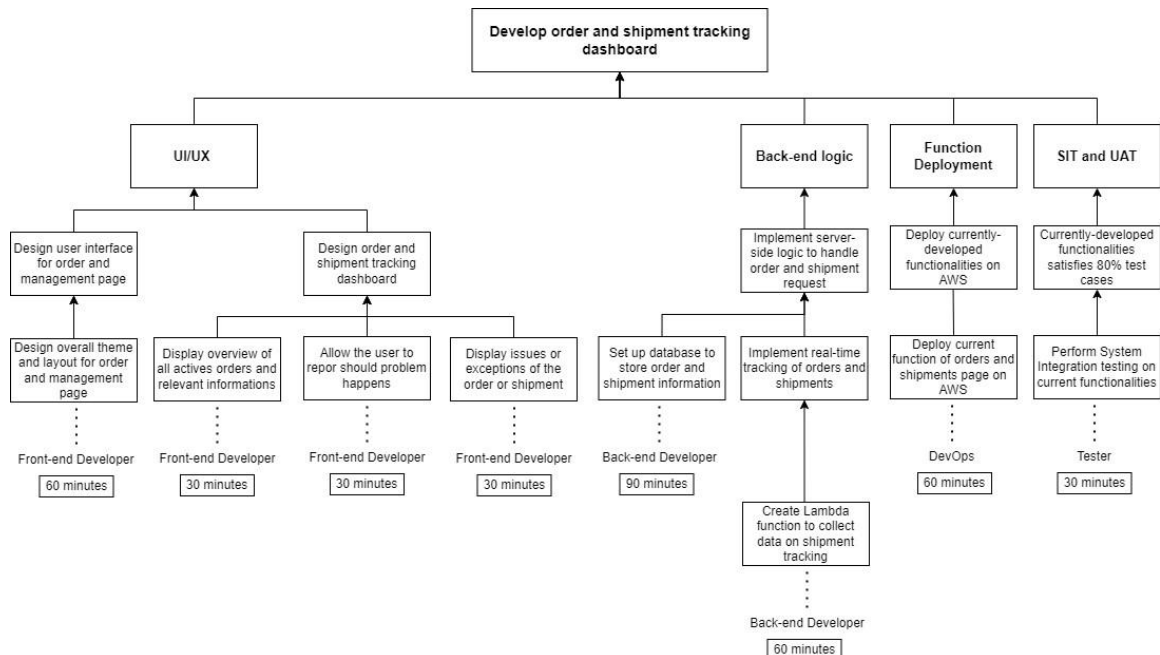 Develop order and shipment tracking
dashboard
UI/UX
Back-end logic
Function
Deployment
SIT and UAT
Design user interface
for order and
management page
Design order and
shipment tracking
dashboard
Implement server-
side logic to handle
order and shipment
request
Deploy currently-
developed
functionalities on
AWS
Currently-developed
functionalities
satisfies 80% test
cases
Design overall theme
and layout for order
and management
page
Display overview of
all actives orders and
relevant informations
Allow the user to
repor should problem
happens
Display issues or
exceptions of the
order or shipment
Set up database to
store order and
shipment information
Implement real-time
tracking of orders and
shipments
Deploy current
function of orders and
shipments page on
AWS
Perform System
Integration testing on
current functionalities
Front-end Developer
60 minutes
Front-end Developer
30 minutes
Front-end Developer
30 minutes
Front-end Developer
30 minutes
Back-end Developer
90 minutes
DevOps
60 minutes
Tester
30 minutes
Create Lambda
function to collect
data on shipment
tracking
Back-end Developer
60 minutes